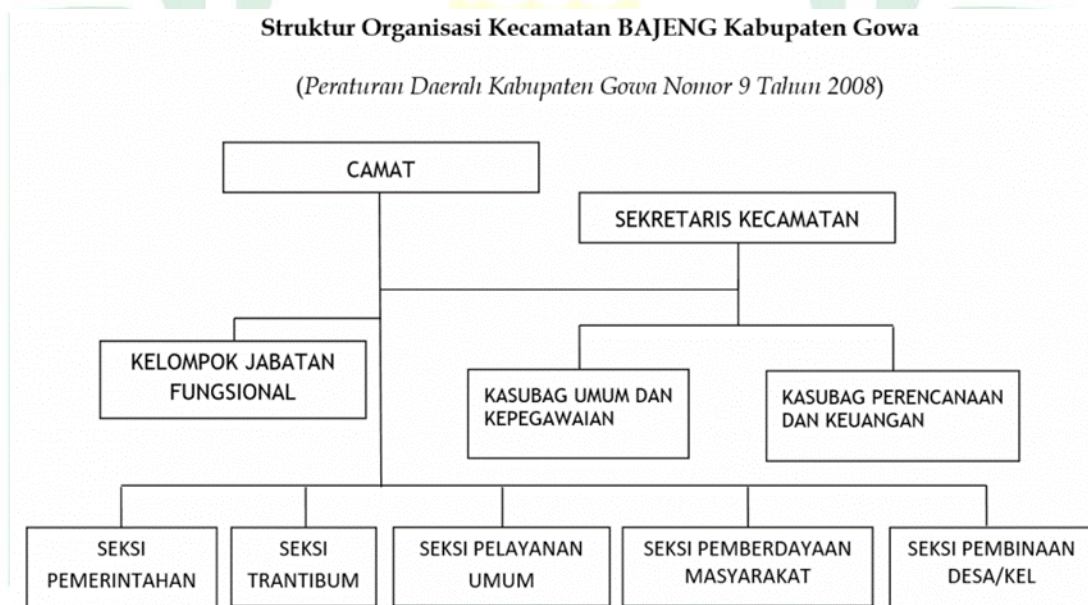 Struktur Organisasi Kecamatan BAJENG Kabupaten Gowa
(Peraturan Daerah Kabupaten Gowa Nomor 9 Tahun 2008)
CAMAT
SEKRETARIS KECAMATAN
KELOMPOK JABATAN
FUNGSIONAL
KASUBAG UMUM DAN
KEPEGAWAIAN
KASUBAG PERENCANAAN
DAN KEUANGAN
SEKSI
PEMERINTAHAN
SEKSI
TRANTIBUM
SEKSI PELAYANAN
UMUM
SEKSI PEMBERDAYAAN
MASYARAKAT
SEKSI PEMBINAAN
DESA/KEL